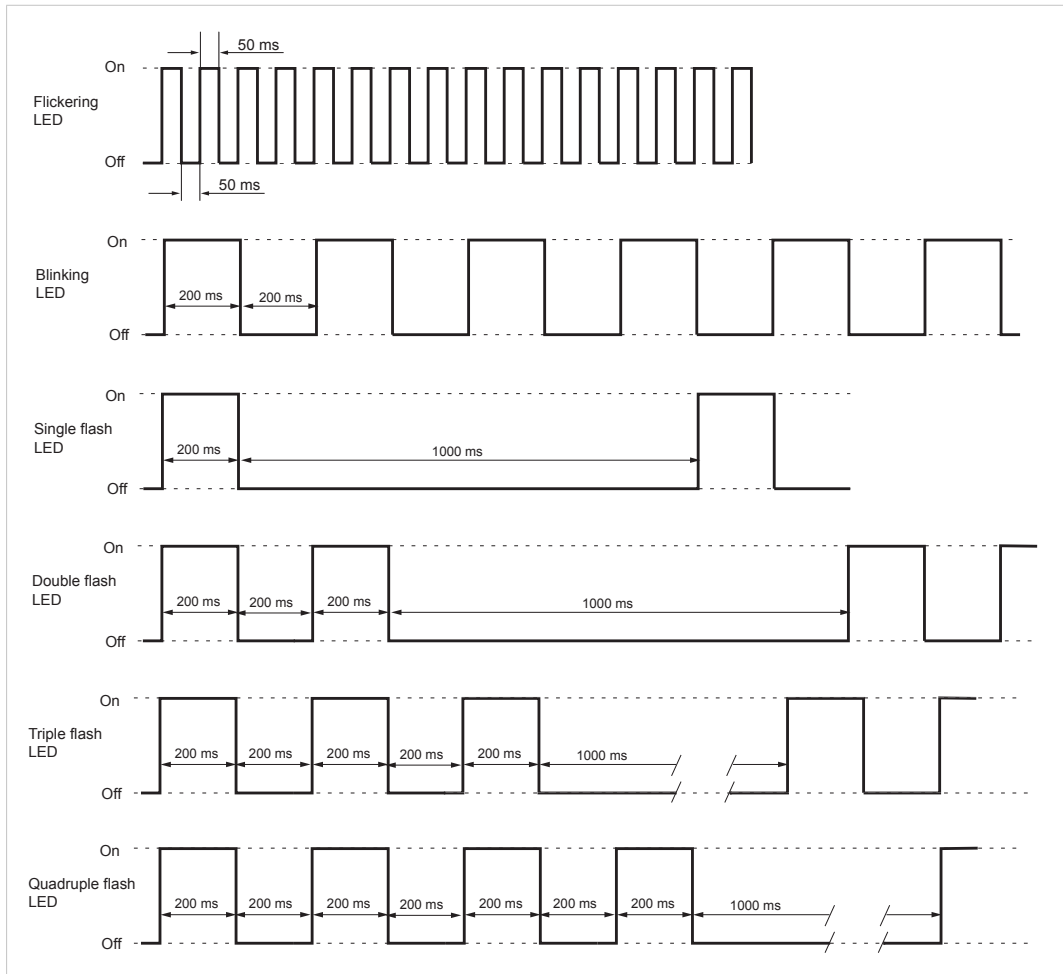 50 ms
On
Flickering
LED
Off
50 ms
On
Blinking
LED
200 ms 200 ms
Off
On
Single flash
LED
200 ms 1000 ms
Off
On
Double flash
LED
200 ms 200 ms 200 ms 1000 ms
Off
On
Triple flash
LED
200 ms 200 ms 200 ms 200 ms 200 ms 1000 ms
Off
On
Quadruple flash
LED
200 ms 200 ms 200 ms 200 ms 200 ms 200 ms 200 ms 1000 ms
Off